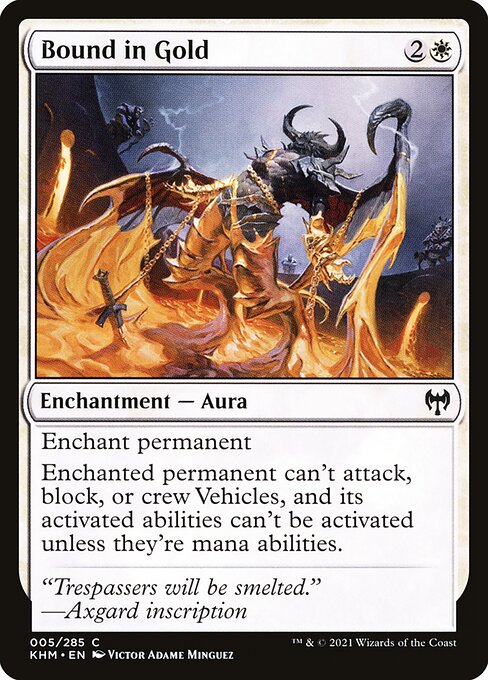 Bound in Gold 2
Enchantment — Aura
Enchant permanent
Enchanted permanent can't attack,
block, or crew Vehicles, and its
activated abilities can't be activated
unless they're mana abilities.
“Trespassers will be smelted.”
—Axgard inscription
005/285 C ™ & © 2021 Wizards of the Coast
KHM • EN Victor Adame Minguez